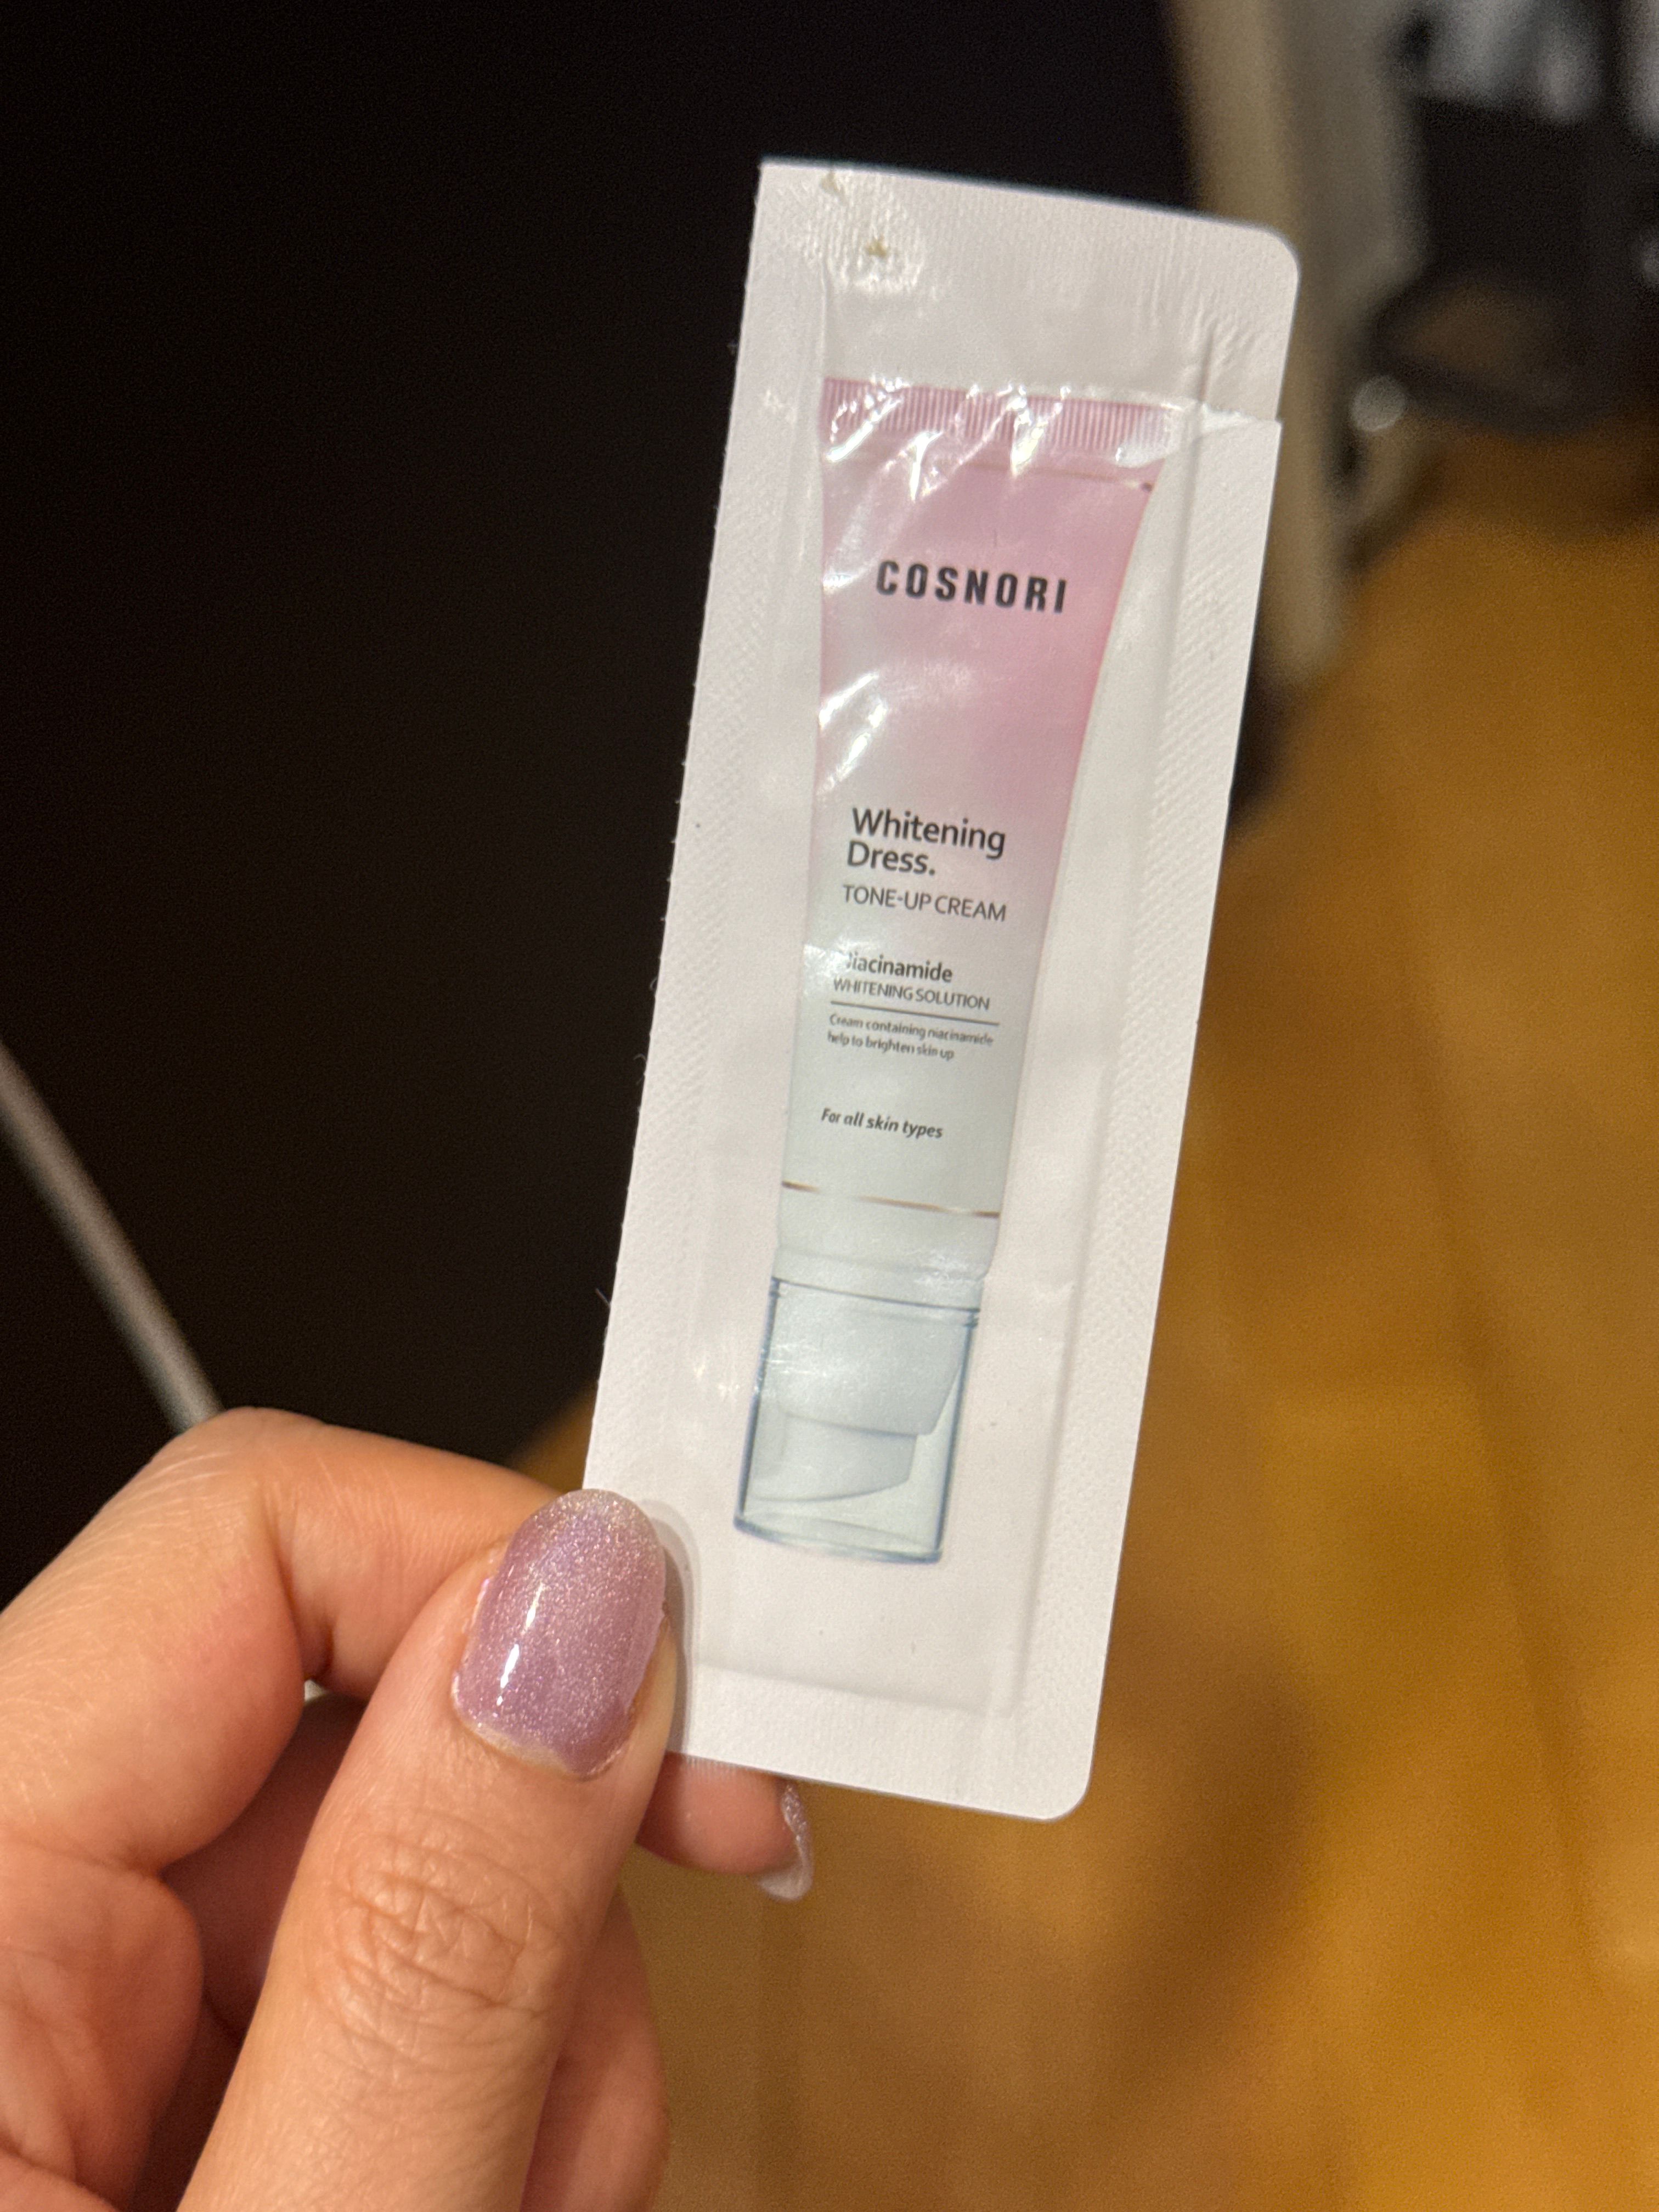 COSNORI
Whitening
Dress.
TONE-UP CREAM
Niacinamide
WHITENING SOLUTION
Cream containing niacinamide
help to brighten skin up
For all skin types